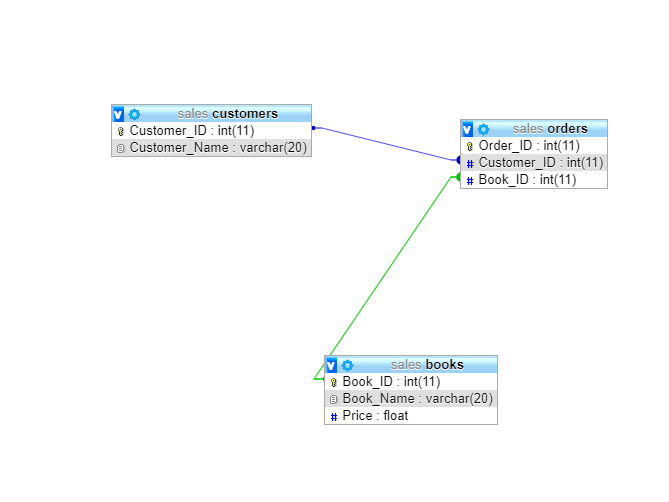 sales customers
Customer_ID : int(11)
Customer_Name : varchar(20)
sales orders
Order_ID : int(11)
Customer_ID : int(11)
Book_ID : int(11)
sales books
Book_ID : int(11)
Book_Name : varchar(20)
Price : float